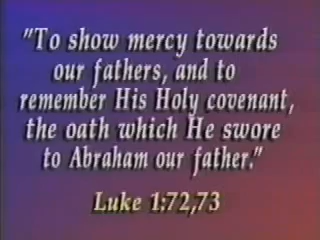 "To show mercy towards
our fathers, and to
remember His Holy covenant,
the oath which He swore
to Abraham our father."
Luke 1:72,73